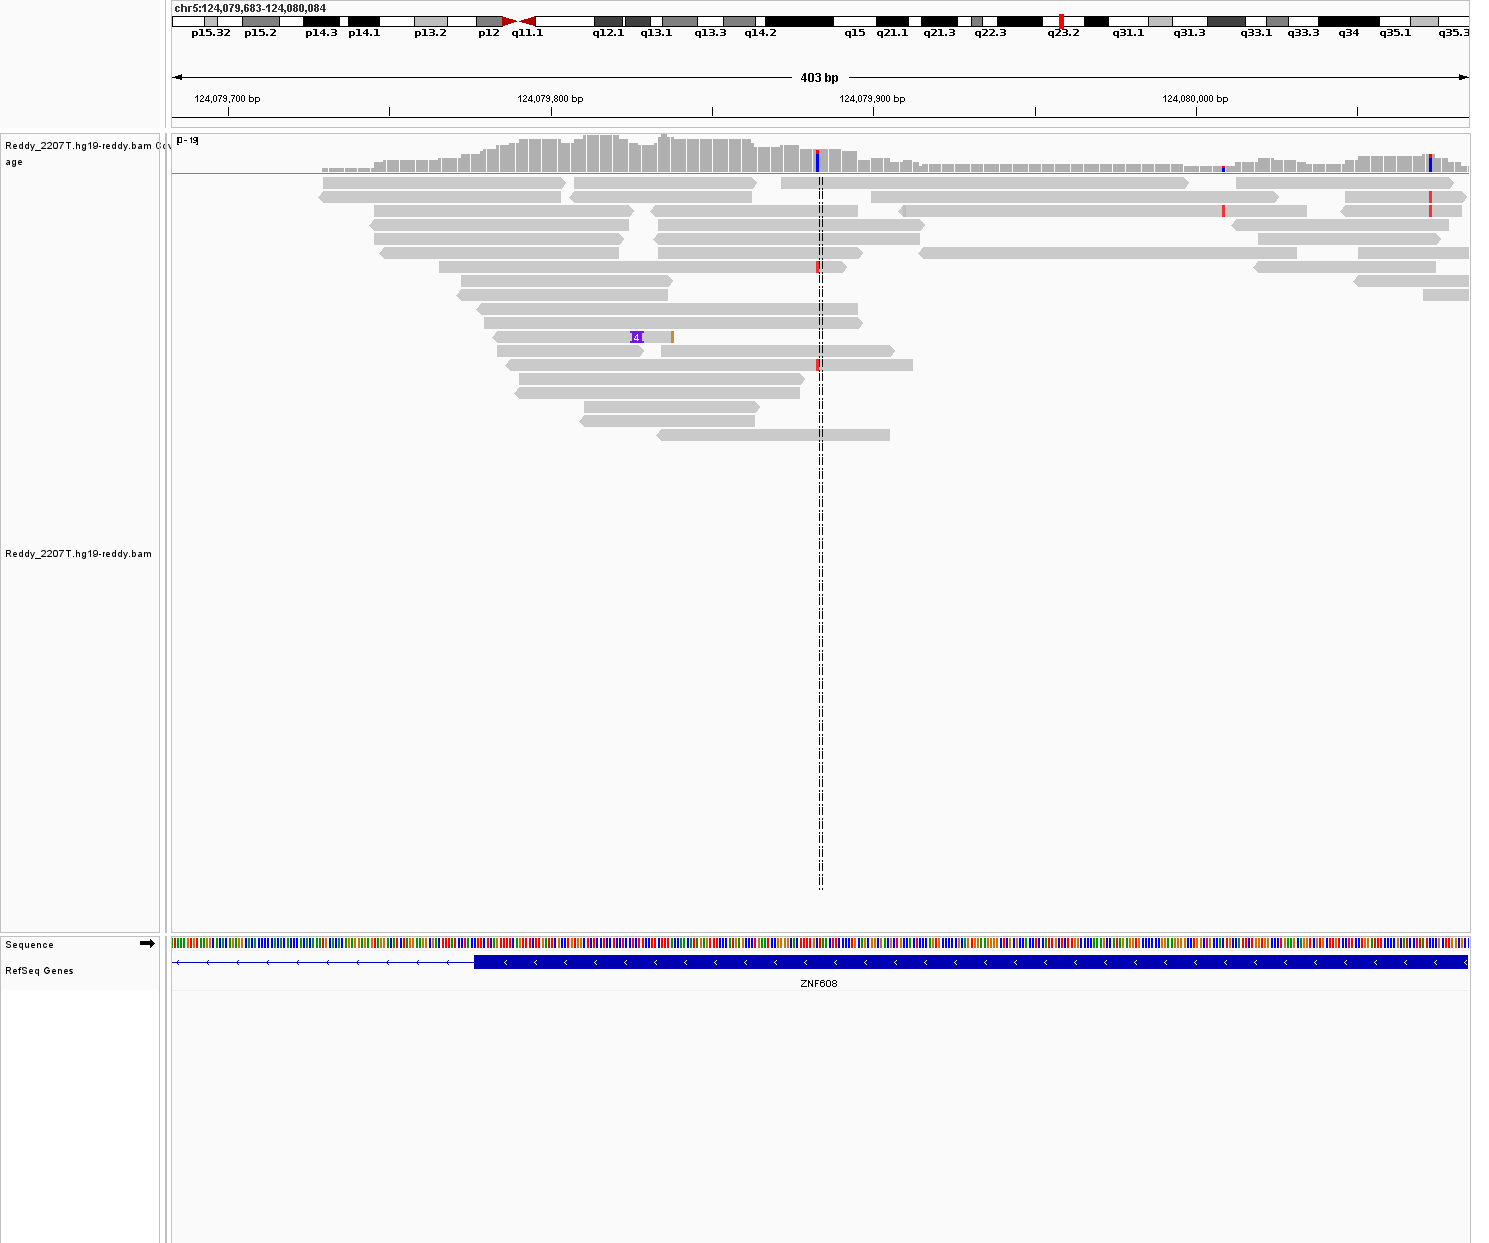 chr5:124,079,683-124,080,084
p15.32 p15.2 p14.3 p14.1 p13.2 p12 q11.1 q12.1 q13.1 q13.3 q14.2 q15 q21.1 q21.3 q22.3 q23.2 q31.1 q31.3 q33.1 q33.3 q34 q35.1 q35.3
403 bp
124,079,700 bp 124,079,800 bp 124,079,900 bp 124,080,000 bp
Reddy_2207T.hg19-reddy.bam Cov
age
[0 - 19]
4
Reddy_2207T.hg19-reddy.bam
Sequence
RefSeq Genes
ZNF608